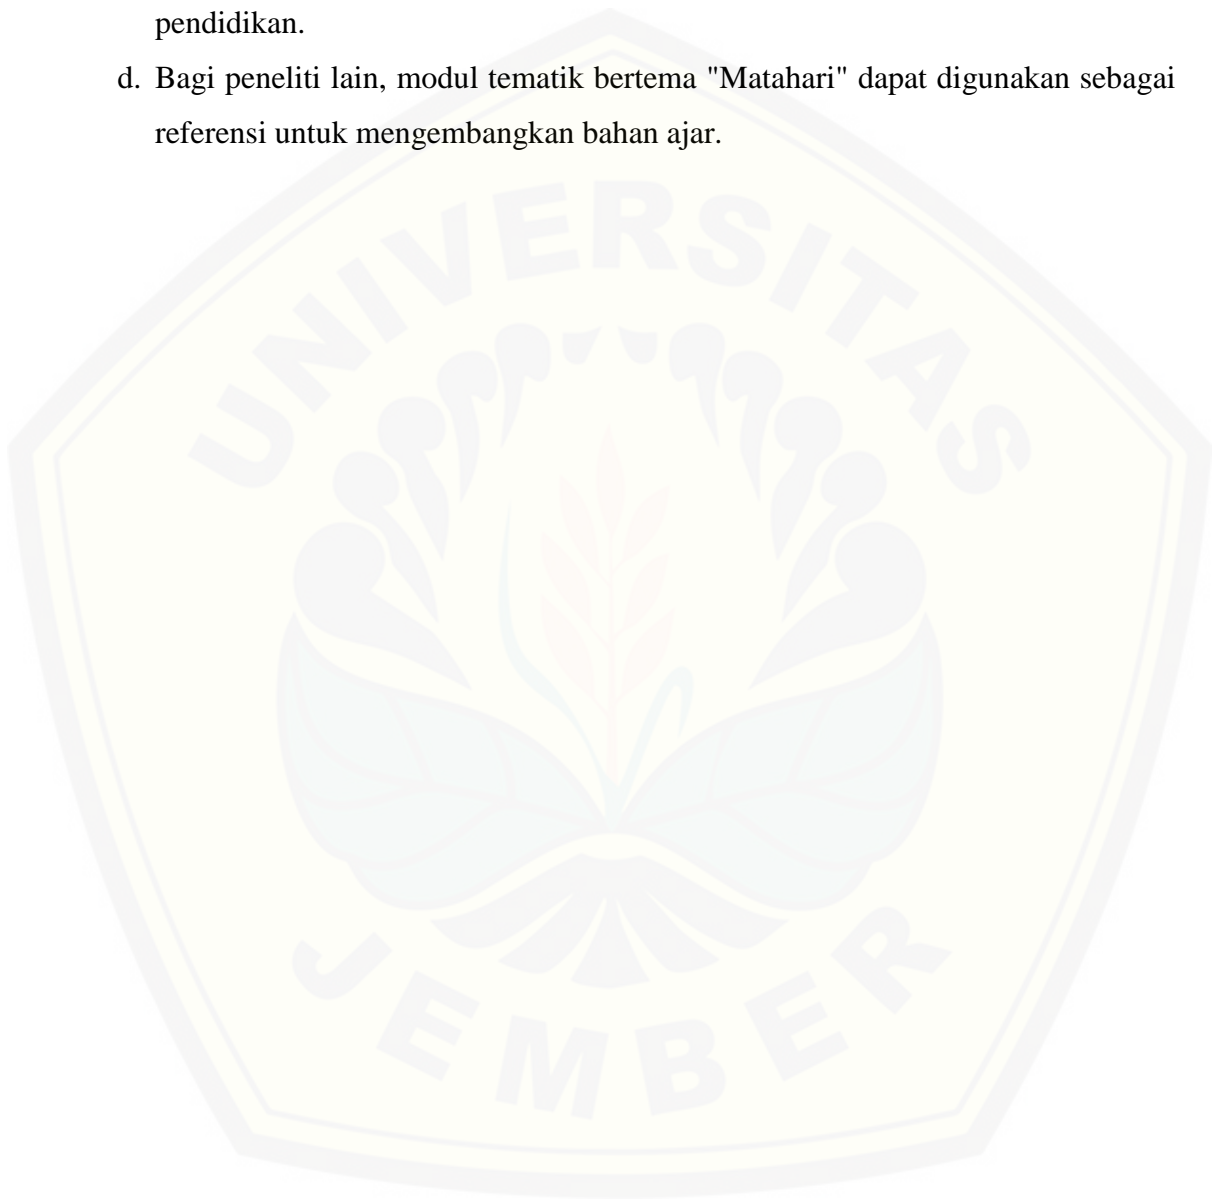 pendidikan.
d. Bagi peneliti lain, modul tematik bertema "Matahari" dapat digunakan sebagai
referensi untuk mengembangkan bahan ajar.
UNIVERSITAS
JEMBER